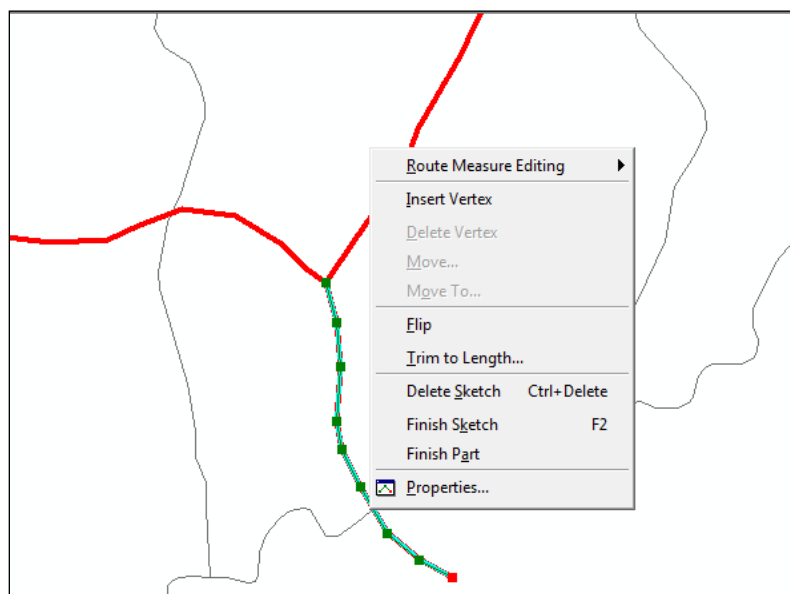 Route Measure Editing
Insert Vertex
Delete Vertex
Move...
Move To...
Flip
Trim to Length...
Delete Sketch Ctrl+Delete
Finish Sketch F2
Finish Part
Properties...